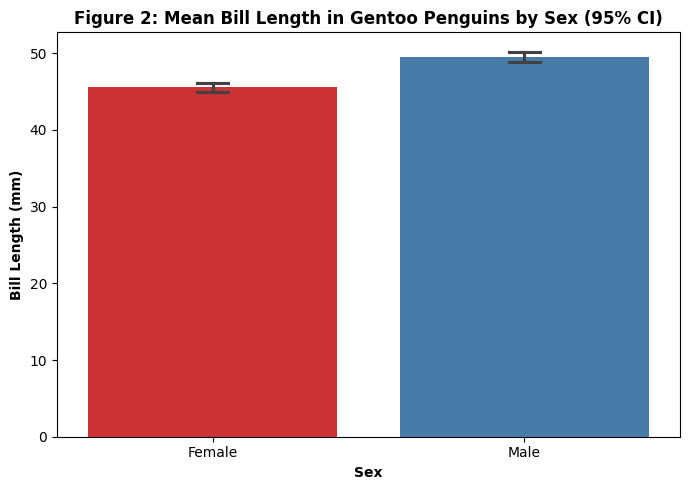 Figure 2: Mean Bill Length in Gentoo Penguins by Sex (95% CI)
Bill Length (mm)
50
40
30
20
10
0
Female
Male
Sex